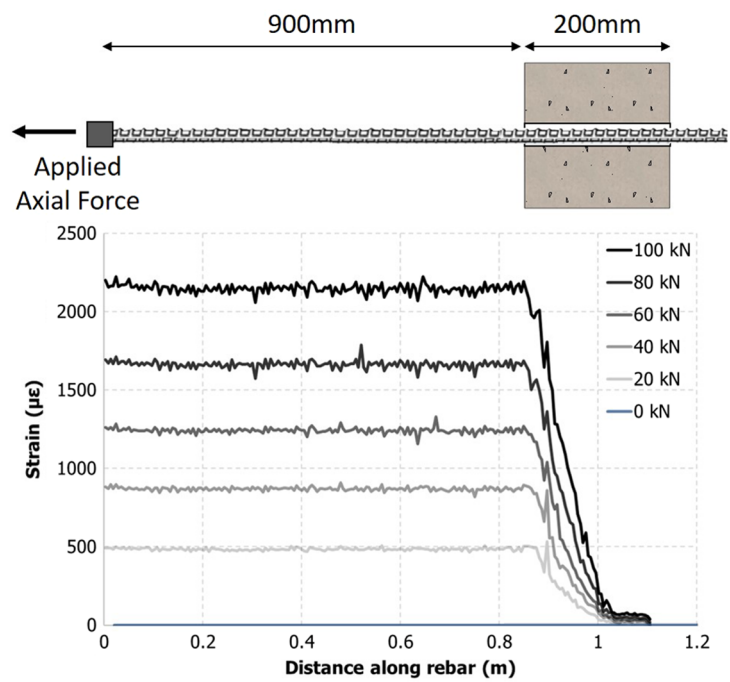 900mm
200mm
Applied
Axial Force
2500
2000
1500
1000
500
0
Strain (με)
100 kN
80 kN
60 kN
40 kN
20 kN
0 kN
0
0.2
0.4
0.6
0.8
1
1.2
Distance along rebar (m)